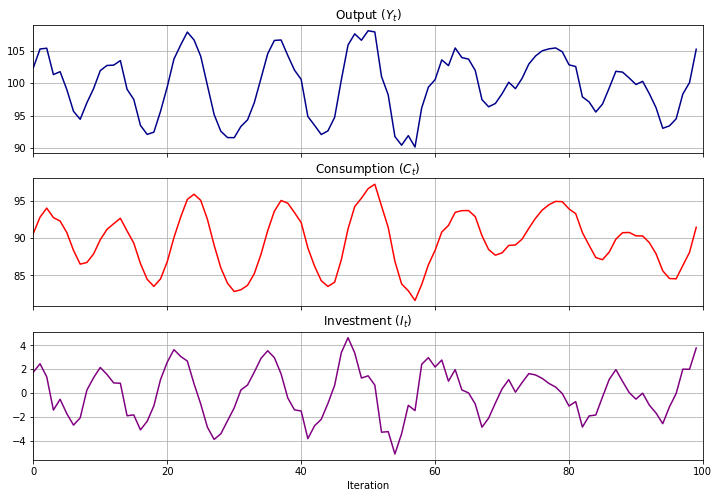 Output (Y_t)
105
100
95
90
Consumption (C_t)
95
90
85
Investment (I_t)
4
2
0
−2
−4
0 20 40 60 80 100
Iteration